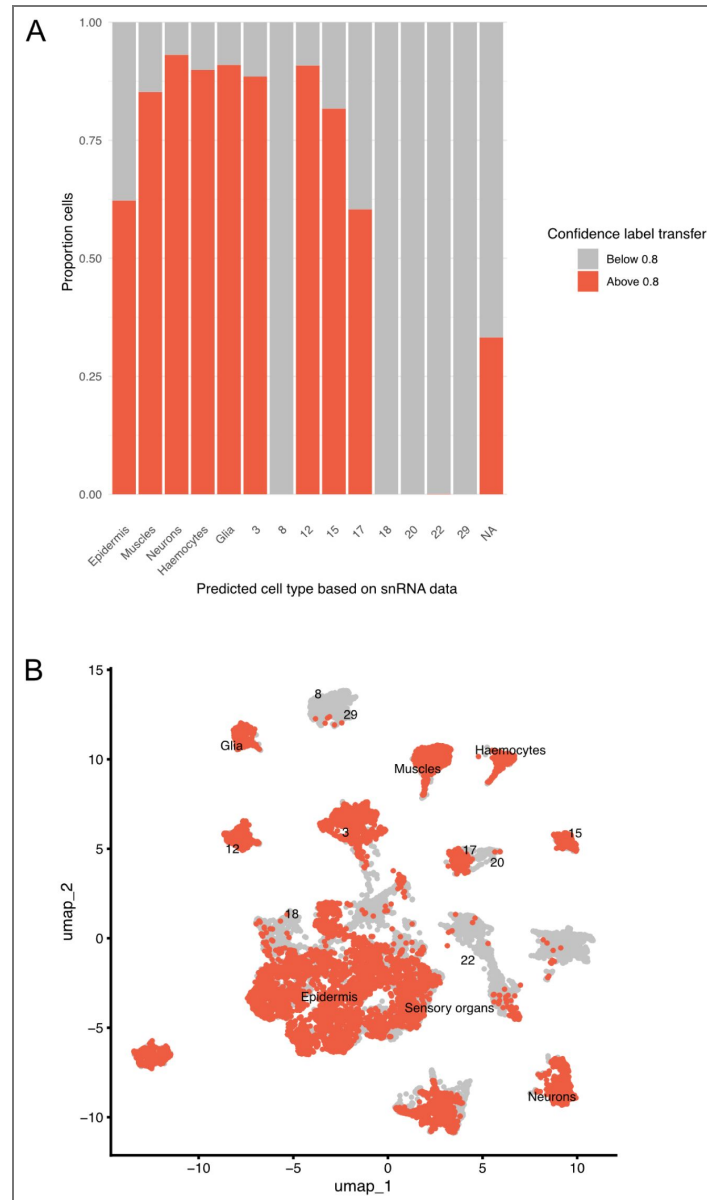 A
1.00
0.75
0.50
0.25
0.00
Proportion cells
Epidermis
Muscles
Neurons
Haemocytes
Glia
3
8
12
15
17
18
20
22
29
NA
Predicted cell type based on snRNA data
Confidence label transfer
Below 0.8
Above 0.8
B
15
10
5
0
−5
−10
umap_2
8
29
Glia
Muscles
Haemocytes
12
3
17
15
20
18
22
Epidermis
Sensory organs
Neurons
−10
−5
0
5
10
umap_1